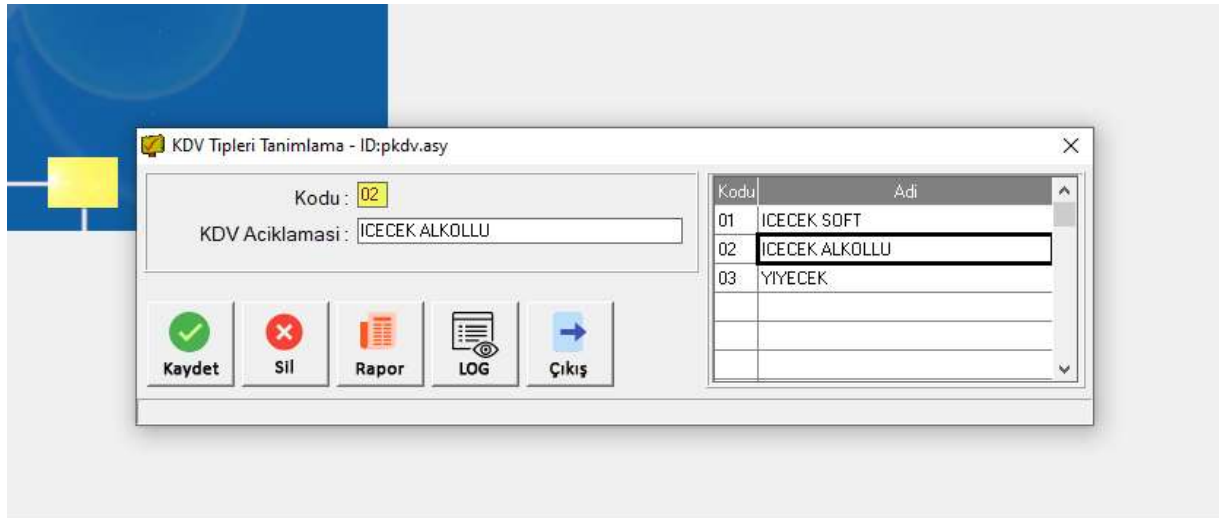 KDV Tipleri Tanimlama - ID:pkdv.asy
Kodu : 02
KDV Aciklamasi : ICECEK ALKOLLU
Kodu Adi
01 ICECEK SOFT
02 ICECEK ALKOLLU
03 YIYECEK
Kaydet Sil Rapor LOG Çıkış